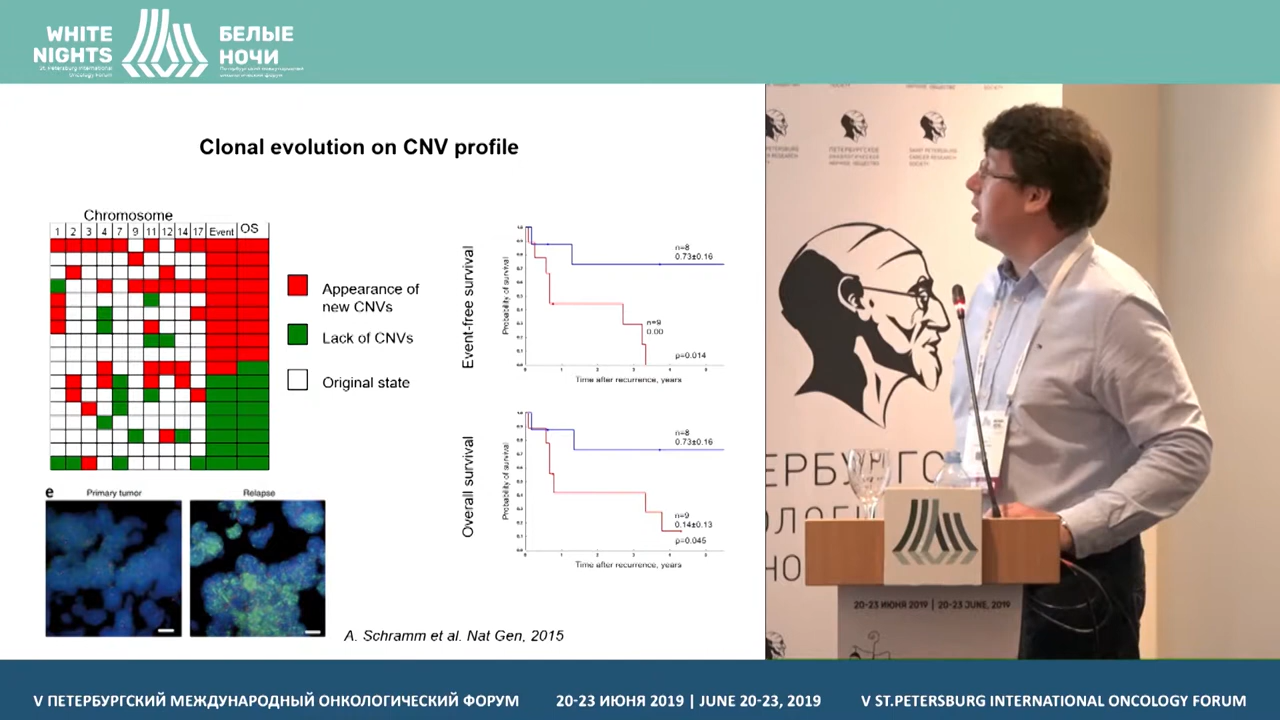 WHITE
NIGHTS
St. Petersburg International
Oncology Forum
БЕЛЫЕ
НОЧИ
Петербургский международный
онкологический форум
Clonal evolution on CNV profile
Chromosome
1 2 3 4 7 9 11 12 14 17 Event OS
Appearance of
new CNVs
Lack of CNVs
Original state
Event-free survival
Probability of survival
n=8
0.73±0.16
n=9
0.00
p=0.014
Time after recurrence, years
Overall survival
Probability of survival
n=8
0.73±0.16
n=9
0.14±0.13
p=0.045
Time after recurrence, years
e
Primary tumor
Relapse
A. Schramm et al. Nat Gen, 2015
ПЕТЕРБУРГСКОЕ
ОНКОЛОГИЧЕСКОЕ
НАУЧНОЕ ОБЩЕСТВО
SAINT PETERSBURG
CANCER RESEARCH
SOCIETY
ЕРБУРГО
ОЛОГИ
НО
20-23 ИЮНЯ 2019 | 20-23 JUNE, 2019
V ПЕТЕРБУРГСКИЙ МЕЖДУНАРОДНЫЙ ОНКОЛОГИЧЕСКИЙ ФОРУМ
20-23 ИЮНЯ 2019 | JUNE 20-23, 2019
V ST.PETERSBURG INTERNATIONAL ONCOLOGY FORUM